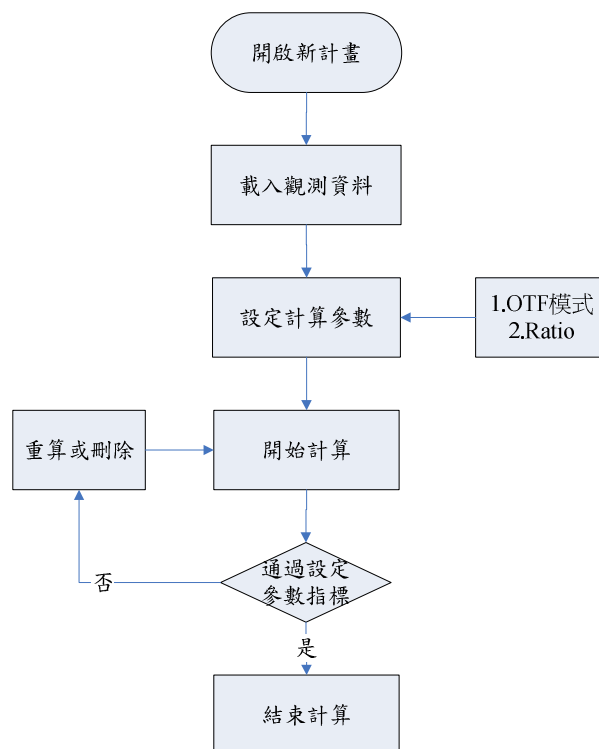 開啟新計畫
載入觀測資料
設定計算參數
1.OTF模式
2.Ratio
重算或刪除
開始計算
通過設定
參數指標
否
是
結束計算